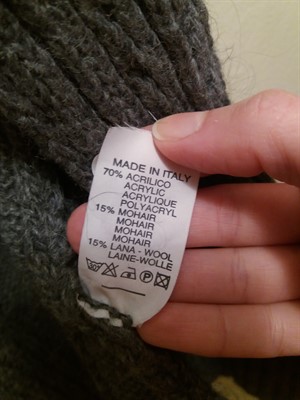 MADE IN ITALY
70% ACRILICO
ACRYLIC
ACRYLIQUE
POLYACRYL
15% MOHAIR
MOHAIR
MOHAIR
MOHAIR
15% LANA - WOOL
LAINE-WOLLE